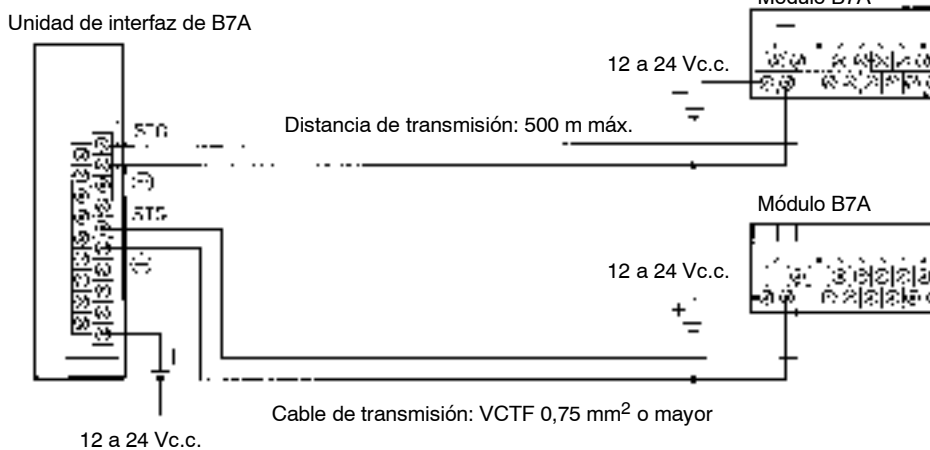 Módulo B7A
Unidad de interfaz de B7A
12 a 24 Vc.c.
Distancia de transmisión: 500 m máx.
Módulo B7A
12 a 24 Vc.c.
Cable de transmisión: VCTF 0,75 mm² o mayor
12 a 24 Vc.c.